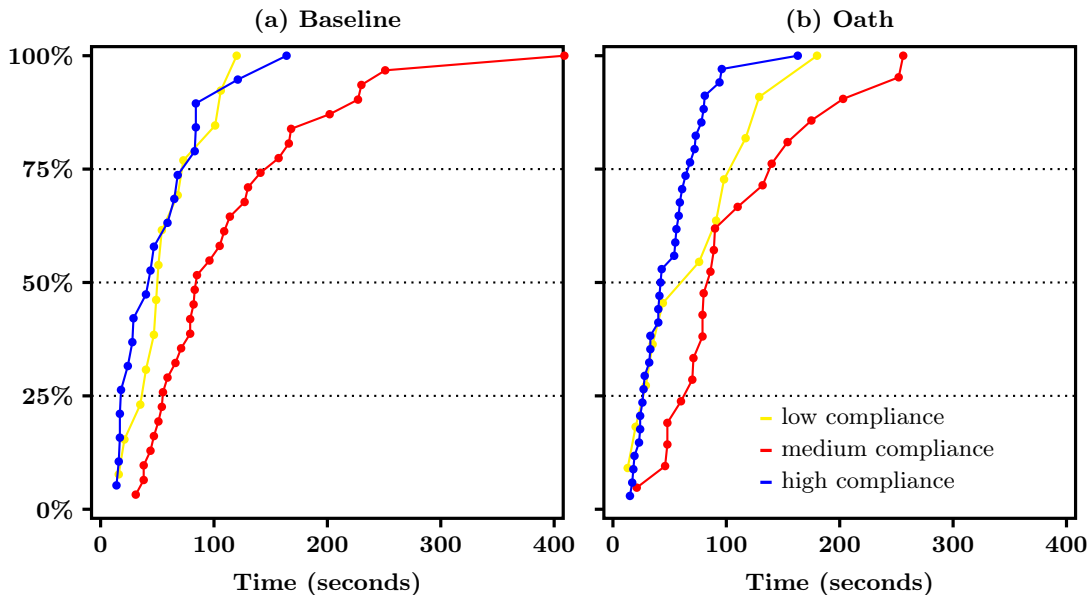 (a) Baseline
(b) Oath
100%
75%
50%
25%
0%
low compliance
medium compliance
high compliance
0 100 200 300 400
0 100 200 300 400
Time (seconds)
Time (seconds)